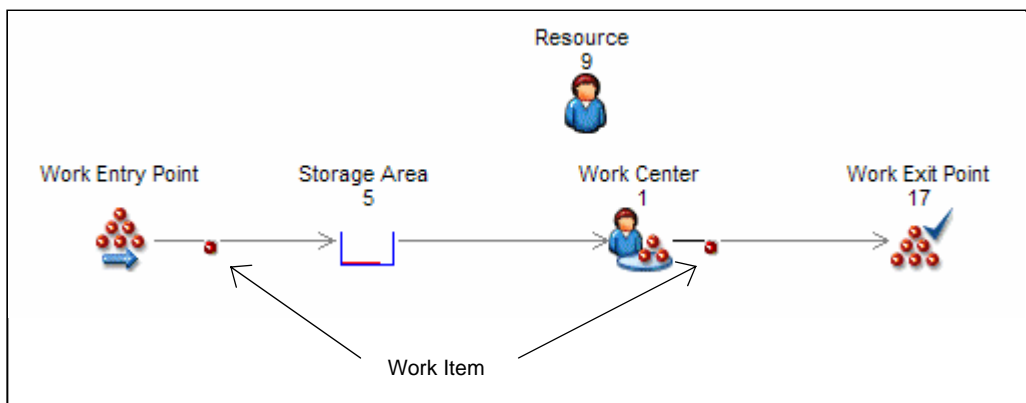 Resource
9
Work Entry Point
Storage Area
5
Work Center
1
Work Exit Point
17
Work Item